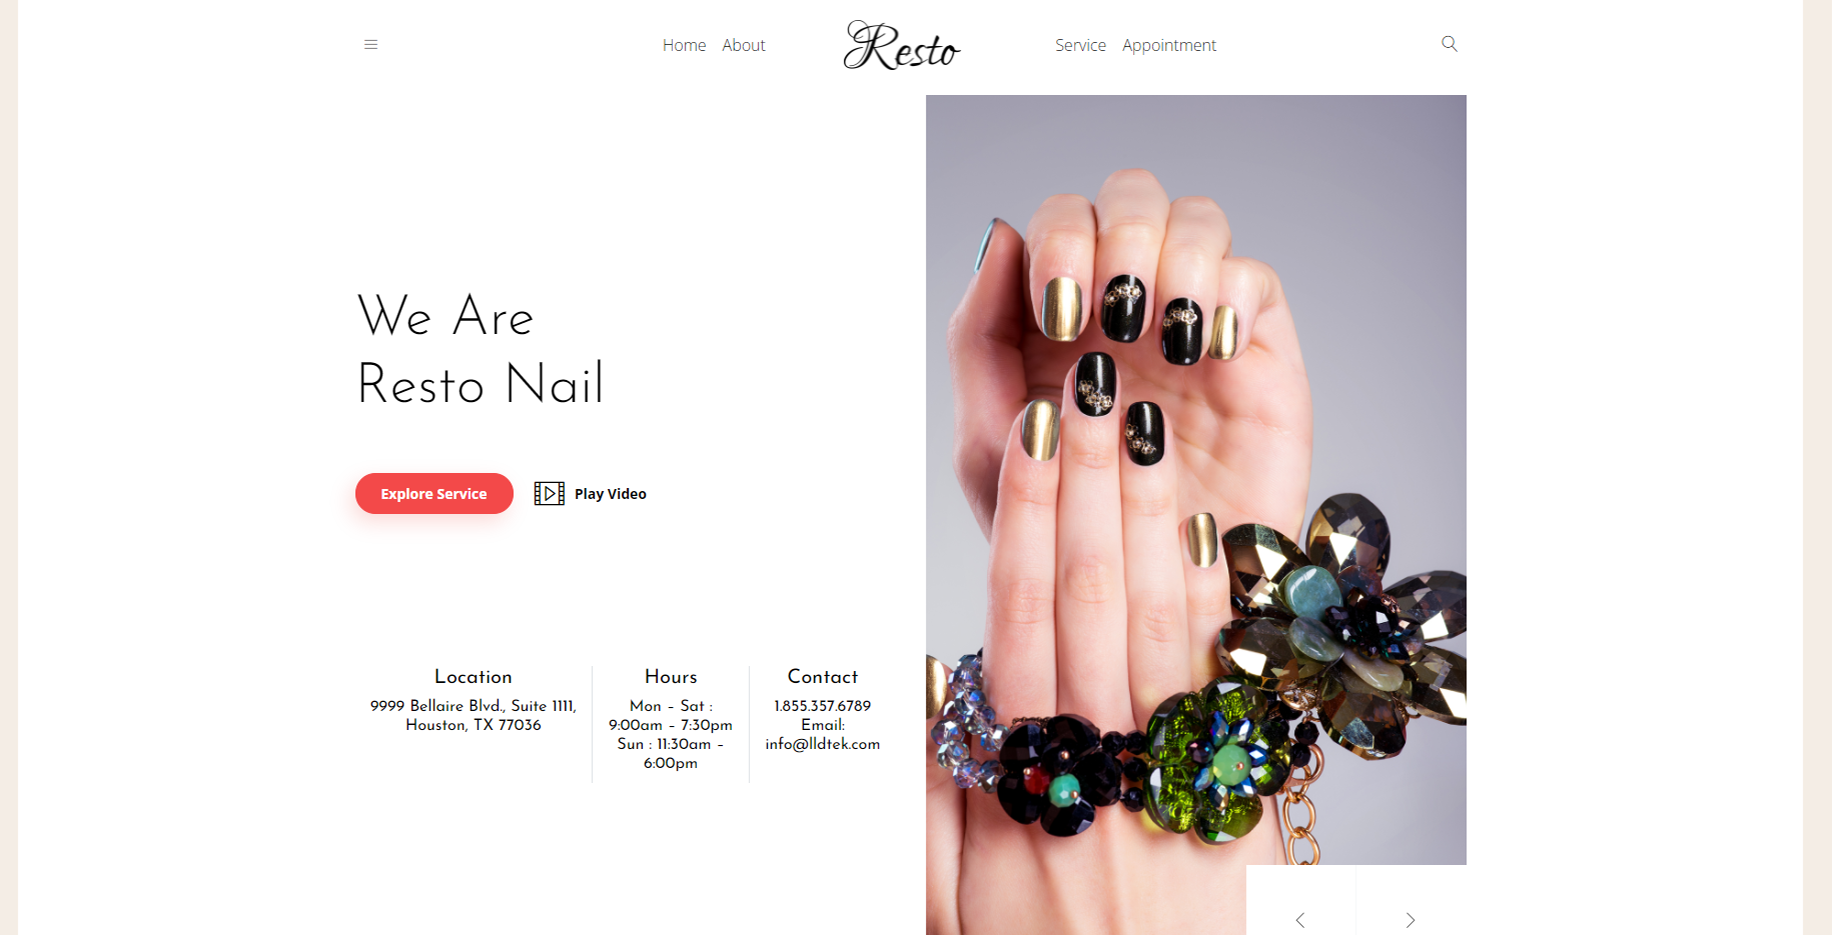 Home About Resto Service Appointment
We Are
Resto Nail
Explore Service Play Video
Location
9999 Bellaire Blvd., Suite 1111,
Houston, TX 77036
Hours
Mon – Sat :
9:00am – 7:30pm
Sun : 11:30am –
6:00pm
Contact
1.855.357.6789
Email:
info@lldtek.com